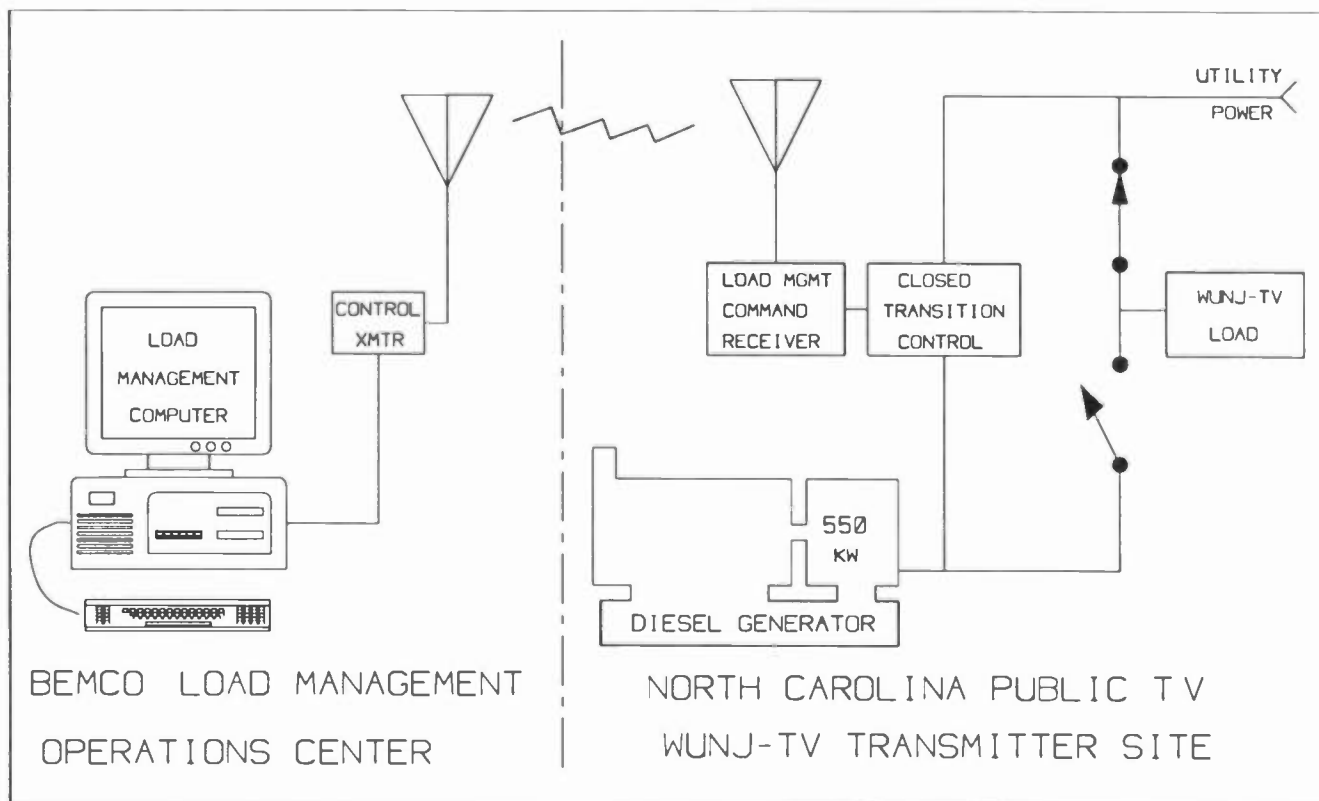 UTILITY
POWER
LOAD
MANAGEMENT
COMPUTER
CONTROL
XMTR
LOAD MGMT
COMMAND
RECEIVER
CLOSED
TRANSITION
CONTROL
WUNJ-TV
LOAD
550
KW
DIESEL GENERATOR
BEMCO LOAD MANAGEMENT
OPERATIONS CENTER
NORTH CAROLINA PUBLIC TV
WUNJ-TV TRANSMITTER SITE